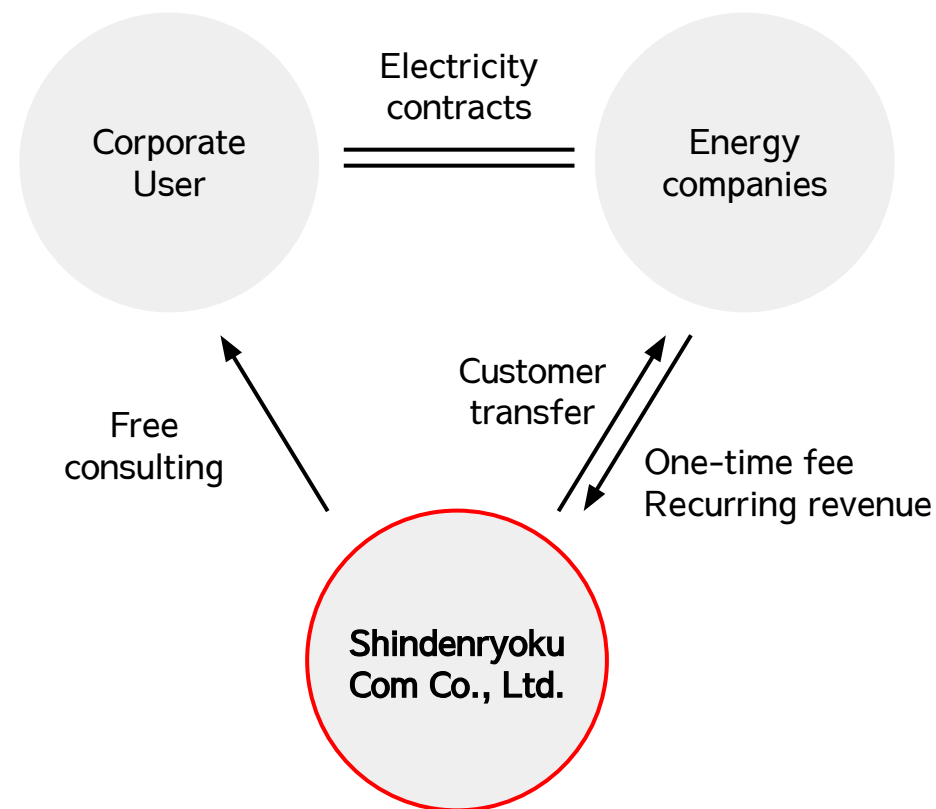 Electricity
contracts
Corporate
User
Energy
companies
Customer
transfer
Free
consulting
One-time fee
Recurring revenue
Shindenryoku
Com Co., Ltd.